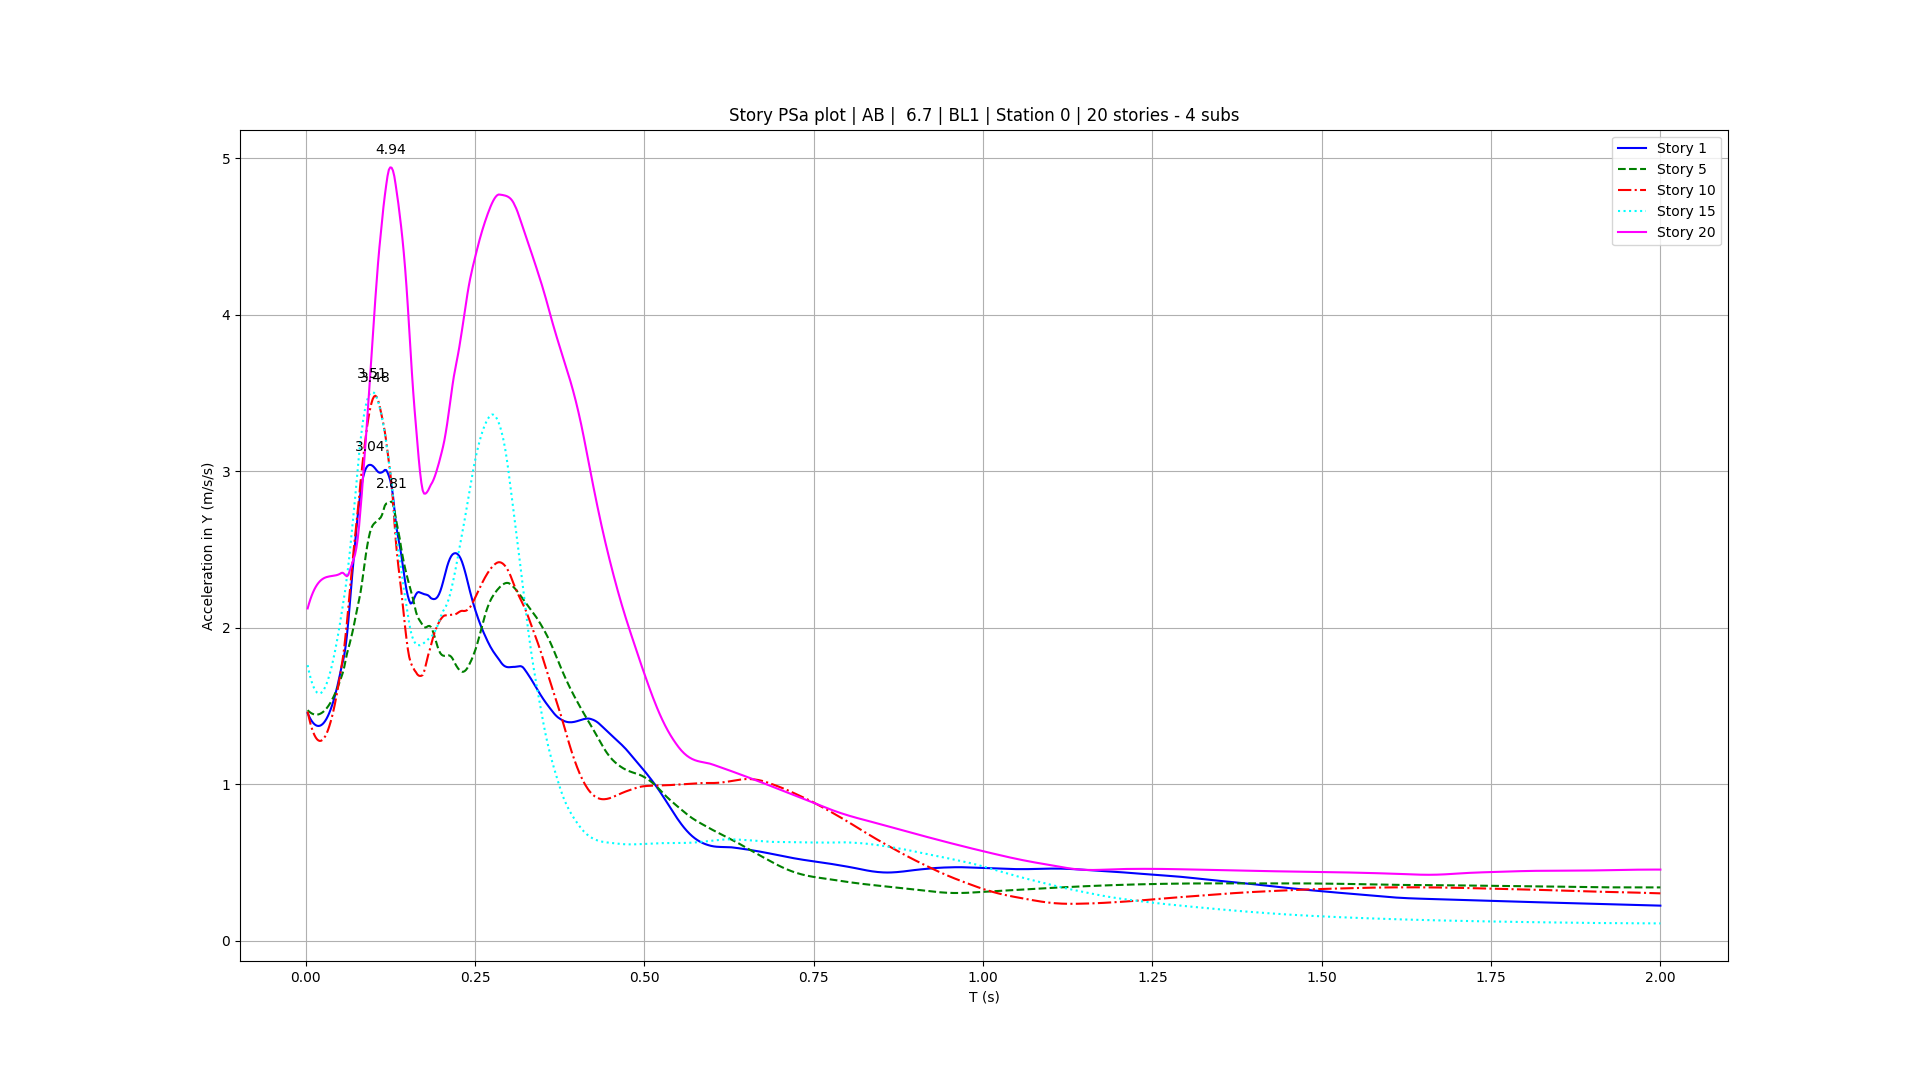 Story PSa plot | AB |  6.7 | BL1 | Station 0 | 20 stories - 4 subs
Story 1
Story 5
Story 10
Story 15
Story 20
4.94
3.51
3.48
3.04
2.81
5
4
3
2
1
0
Acceleration in Y (m/s/s)
0.00 0.25 0.50 0.75 1.00 1.25 1.50 1.75 2.00
T (s)